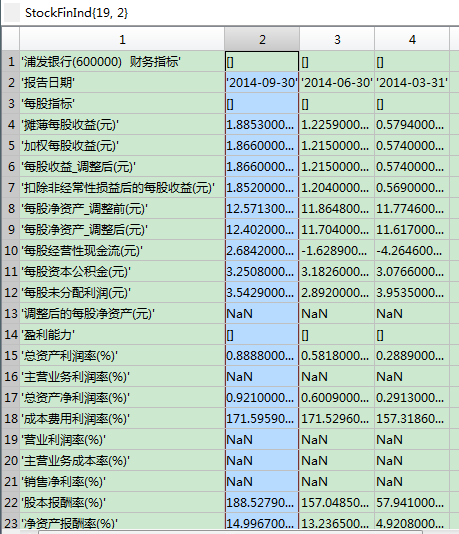 StockFinInd{19, 2}
1 2 3 4
1 '浦发银行(600000) 财务指标' [] [] []
2 '报告日期' '2014-09-30' '2014-06-30' '2014-03-31'
3 '每股指标' [] [] []
4 '摊薄每股收益(元)' 1.8853000... 1.2259000... 0.5794000...
5 '加权每股收益(元)' 1.8660000... 1.2150000... 0.5740000...
6 '每股收益_调整后(元)' 1.8660000... 1.2150000... 0.5740000...
7 '扣除非经常性损益后的每股收益(元)' 1.8520000... 1.2040000... 0.5690000...
8 '每股净资产_调整前(元)' 12.571300... 11.864800... 11.774600...
9 '每股净资产_调整后(元)' 12.402000... 11.704000... 11.617000...
10 '每股经营性现金流(元)' 2.6842000... -1.628900... -4.264600...
11 '每股资本公积金(元)' 3.2508000... 3.1826000... 3.0766000...
12 '每股未分配利润(元)' 3.5429000... 2.8920000... 3.9535000...
13 '调整后的每股净资产(元)' NaN NaN NaN
14 '盈利能力' [] [] []
15 '总资产利润率(%)' 0.8888000... 0.5818000... 0.2889000...
16 '主营业务利润率(%)' NaN NaN NaN
17 '总资产净利润率(%)' 0.9210000... 0.6009000... 0.2913000...
18 '成本费用利润率(%)' 171.59590... 171.52960... 157.31860...
19 '营业利润率(%)' NaN NaN NaN
20 '主营业务成本率(%)' NaN NaN NaN
21 '销售净利率(%)' NaN NaN NaN
22 '股本报酬率(%)' 188.52790... 157.04850... 57.941000...
23 '净资产报酬率(%)' 14.996700... 13.236500... 4.9208000...